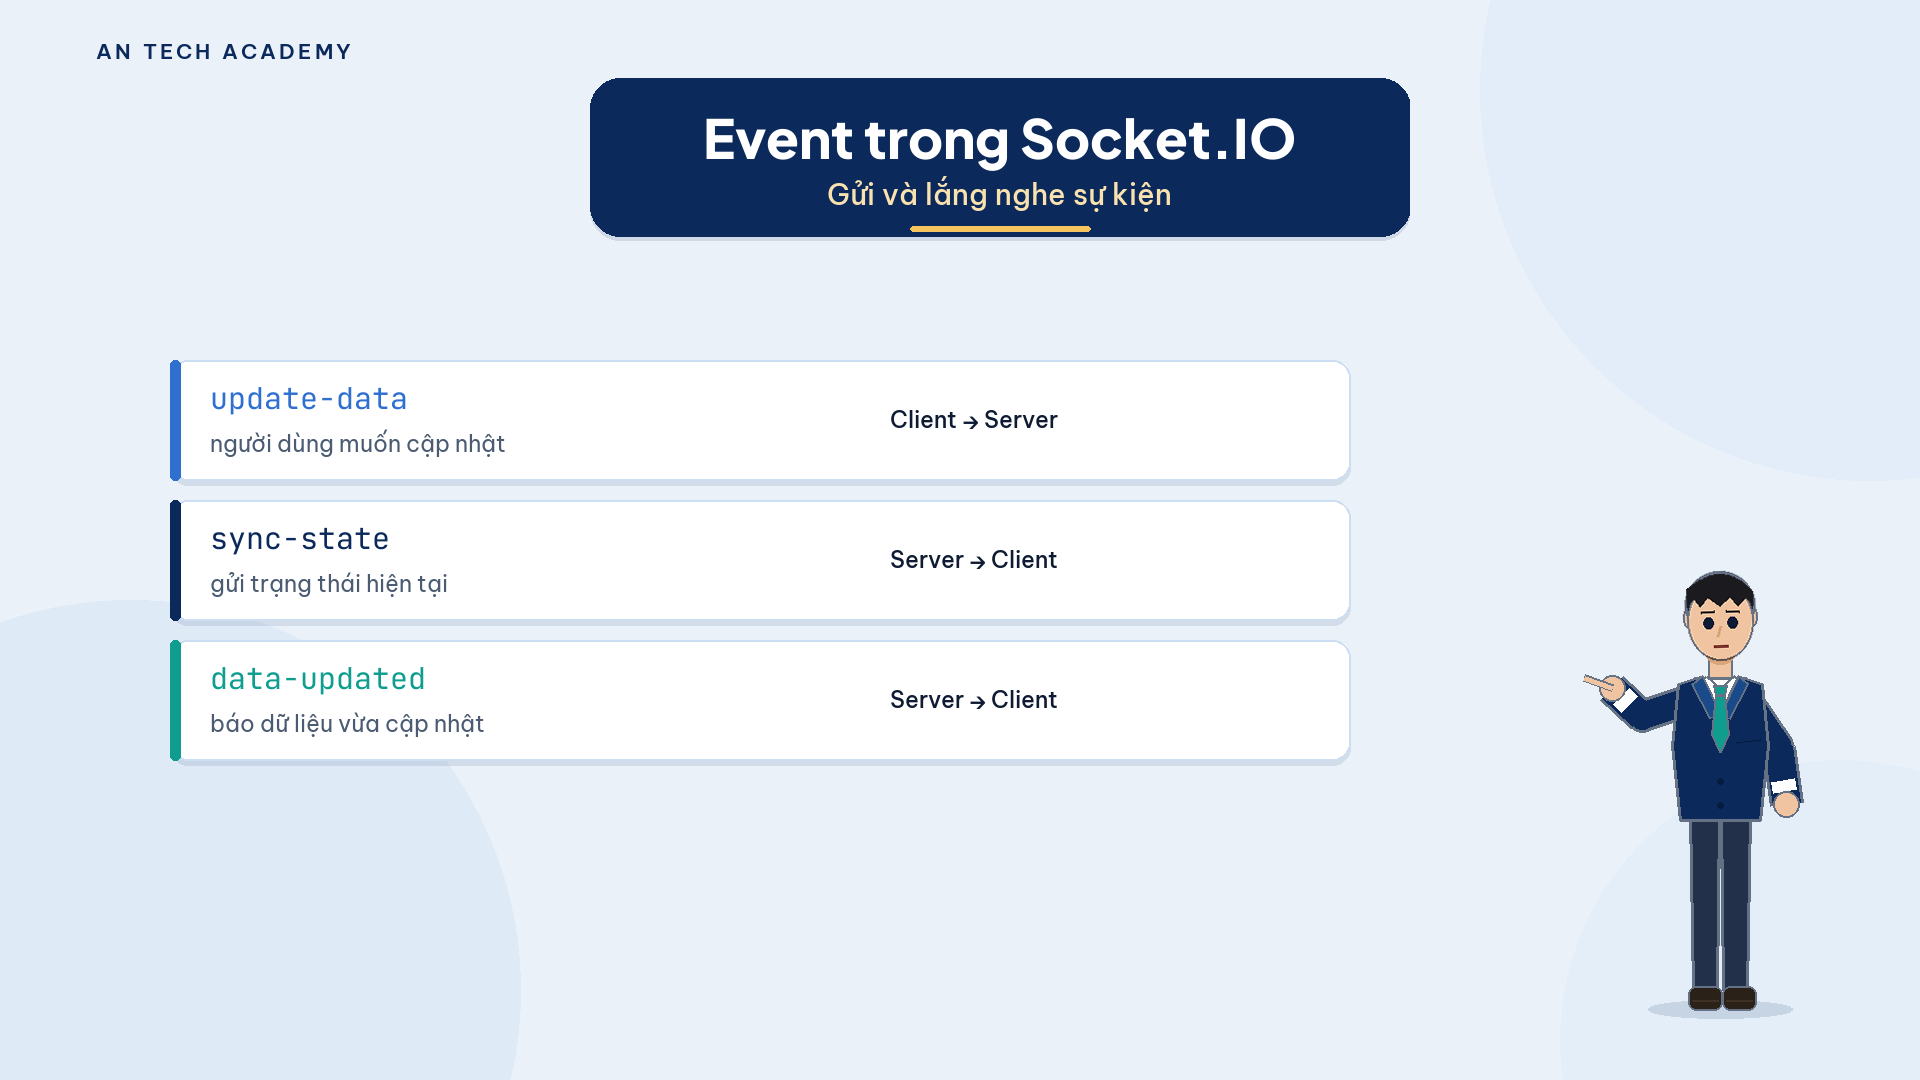 AN TECH ACADEMY
Event trong Socket.IO
Gửi và lắng nghe sự kiện
update-data
người dùng muốn cập nhật
Client → Server
sync-state
gửi trạng thái hiện tại
Server → Client
data-updated
báo dữ liệu vừa cập nhật
Server → Client